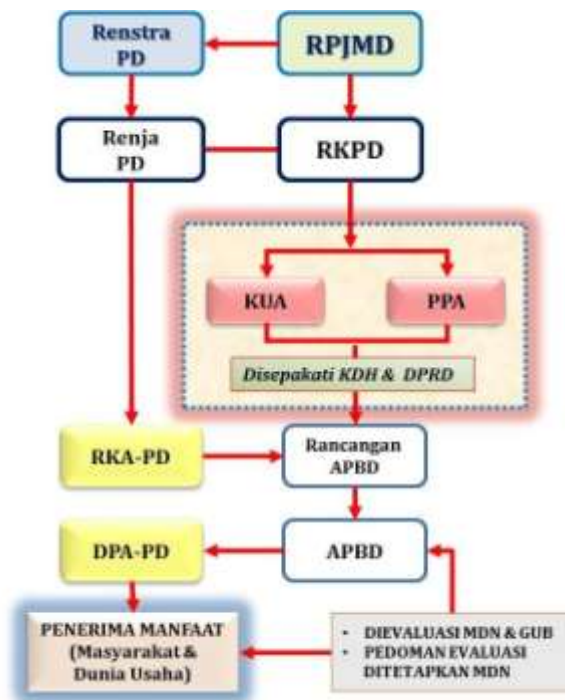 Renstra
PD
RPJMD
Renja
PD
RKPD
KUA
PPA
Disepakati KDH & DPRD
RKA-PD
Rancangan
APBD
DPA-PD
APBD
PENERIMA MANFAAT
(Masyarakat &
Dunia Usaha)
• DIEVALUASI MDN & GUB
• PEDOMAN EVALUASI
DITETAPKAN MDN